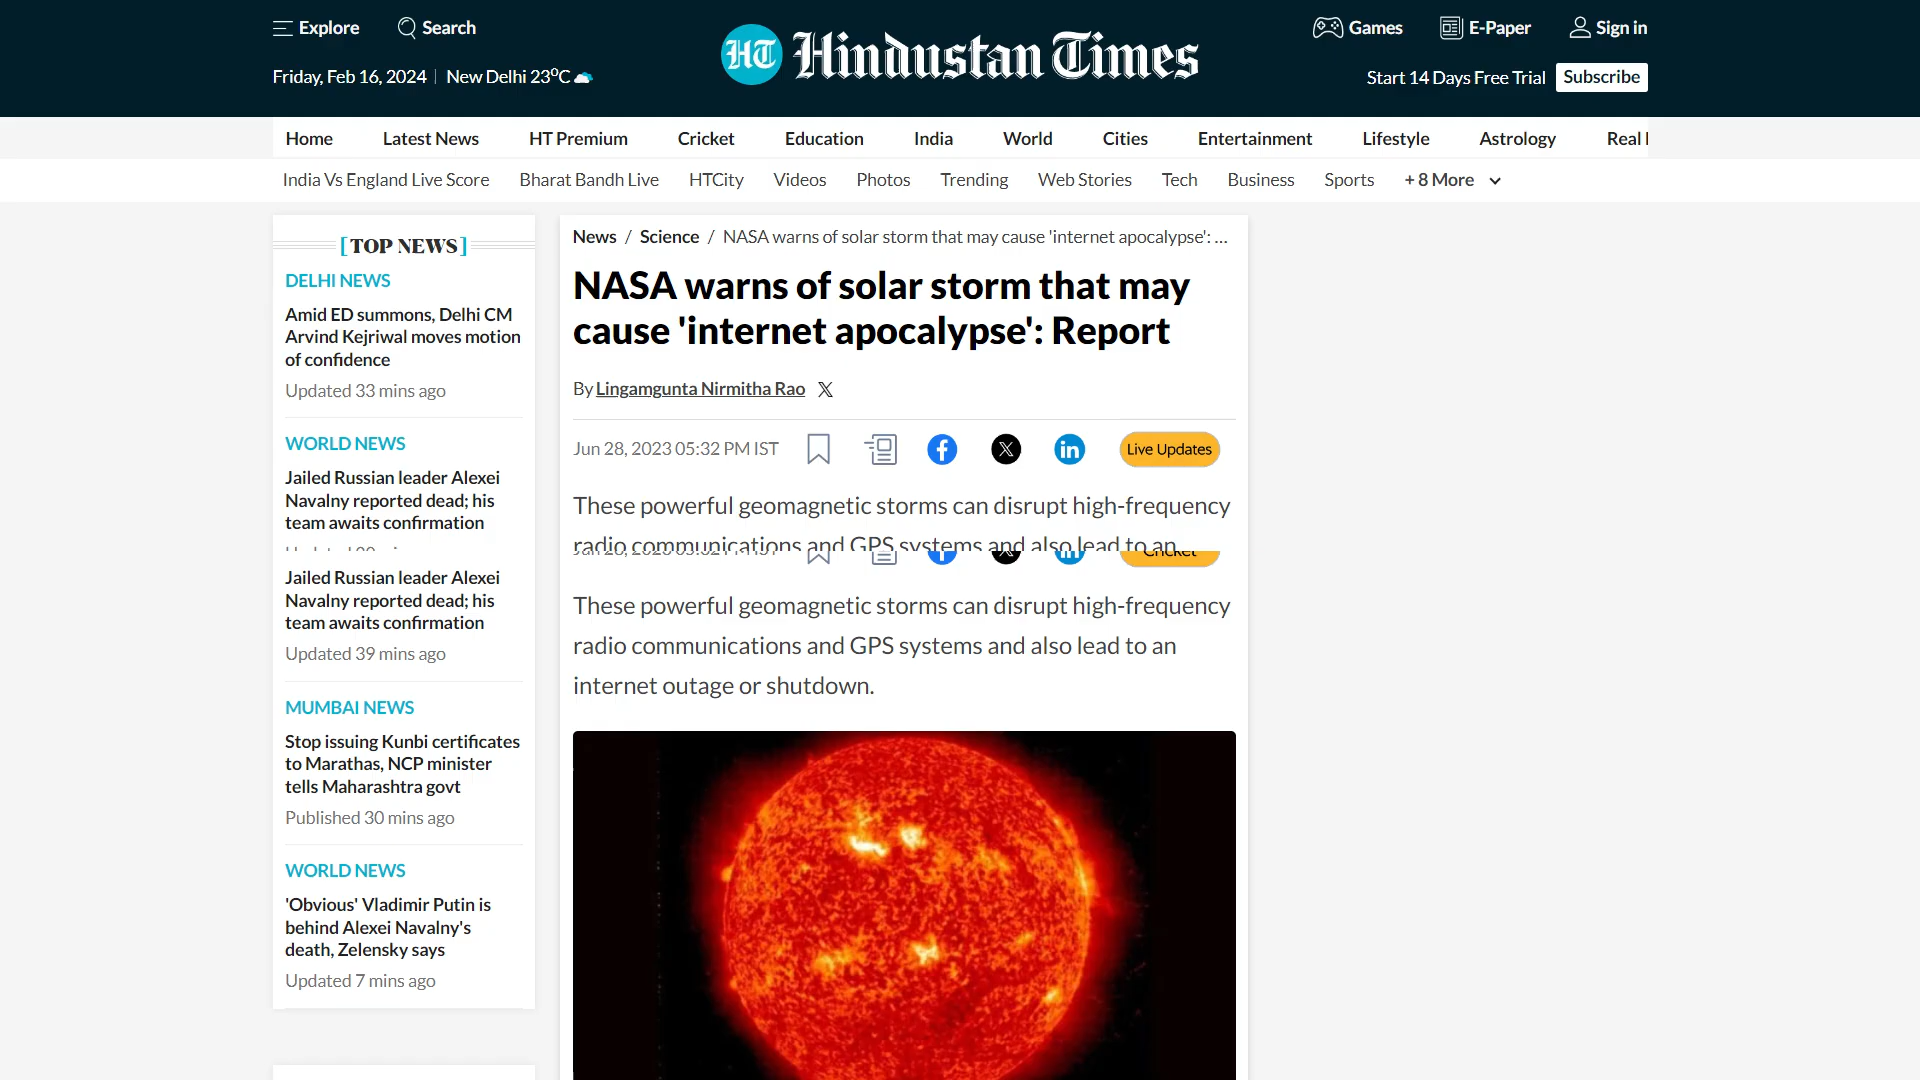 Explore
Search
Friday, Feb 16, 2024
New Delhi 23⁰C
HT Hindustan Times
Games
E-Paper
Sign in
Start 14 Days Free Trial
Subscribe
Home
Latest News
HT Premium
Cricket
Education
India
World
Cities
Entertainment
Lifestyle
Astrology
Real
India Vs England Live Score
Bharat Bandh Live
HTCity
Videos
Photos
Trending
Web Stories
Tech
Business
Sports
+ 8 More
[TOP NEWS]
DELHI NEWS
Amid ED summons, Delhi CM
Arvind Kejriwal moves motion
of confidence
Updated 33 mins ago
WORLD NEWS
Jailed Russian leader Alexei
Navalny reported dead; his
team awaits confirmation
Jailed Russian leader Alexei
Navalny reported dead; his
team awaits confirmation
Updated 39 mins ago
MUMBAI NEWS
Stop issuing Kunbi certificates
to Marathas, NCP minister
tells Maharashtra govt
Published 30 mins ago
WORLD NEWS
'Obvious' Vladimir Putin is
behind Alexei Navalny's
death, Zelensky says
Updated 7 mins ago
News / Science / NASA warns of solar storm that may cause 'internet apocalypse': ...
NASA warns of solar storm that may
cause 'internet apocalypse': Report
By Lingamgunta Nirmitha Rao
Jun 28, 2023 05:32 PM IST
Live Updates
These powerful geomagnetic storms can disrupt high-frequency
radio communications and GPS systems and also lead to an
Cricket
These powerful geomagnetic storms can disrupt high-frequency
radio communications and GPS systems and also lead to an
internet outage or shutdown.